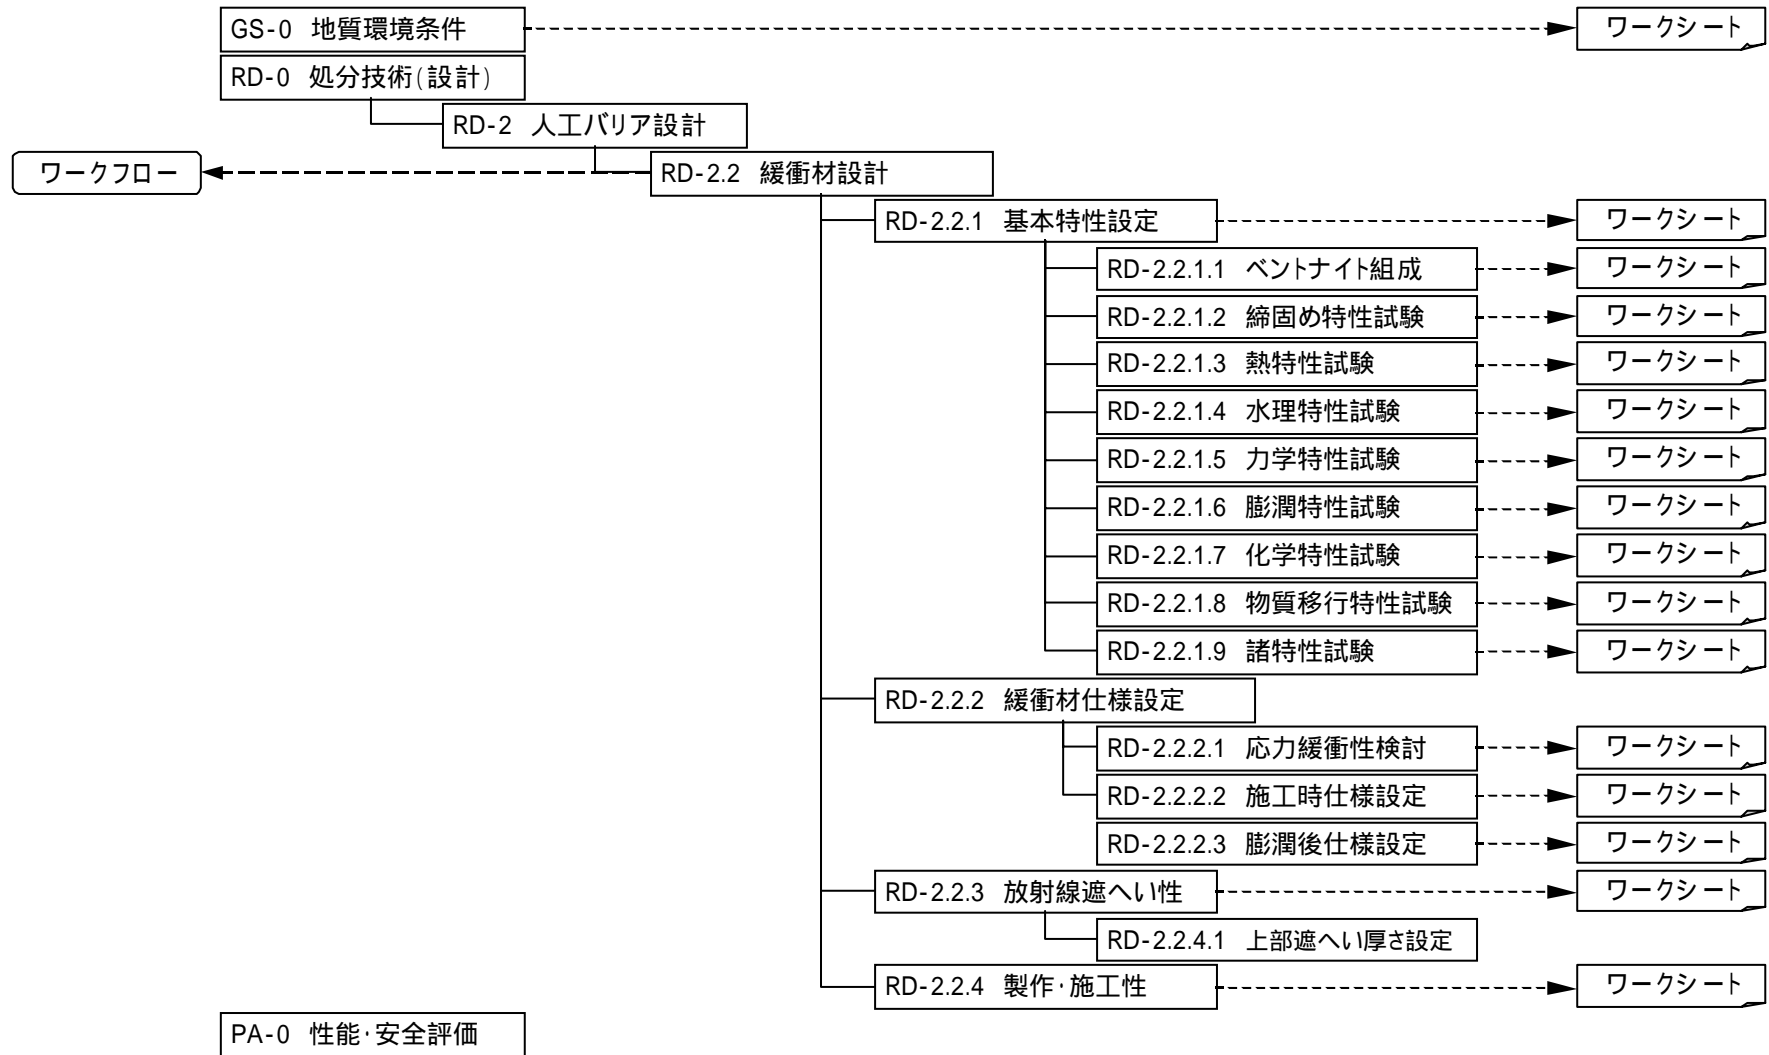 GS-0 地質環境条件 ワークシート
RD-0 処分技術(設計)
RD-2 人工バリア設計
ワークフロー RD-2.2 緩衝材設計
RD-2.2.1 基本特性設定 ワークシート
RD-2.2.1.1 ベントナイト組成 ワークシート
RD-2.2.1.2 締固め特性試験 ワークシート
RD-2.2.1.3 熱特性試験 ワークシート
RD-2.2.1.4 水理特性試験 ワークシート
RD-2.2.1.5 力学特性試験 ワークシート
RD-2.2.1.6 膨潤特性試験 ワークシート
RD-2.2.1.7 化学特性試験 ワークシート
RD-2.2.1.8 物質移行特性試験 ワークシート
RD-2.2.1.9 諸特性試験 ワークシート
RD-2.2.2 緩衝材仕様設定
RD-2.2.2.1 応力緩衝性検討 ワークシート
RD-2.2.2.2 施工時仕様設定 ワークシート
RD-2.2.2.3 膨潤後仕様設定 ワークシート
RD-2.2.3 放射線遮へい性 ワークシート
RD-2.2.4.1 上部遮へい厚さ設定
RD-2.2.4 製作・施工性 ワークシート
PA-0 性能・安全評価